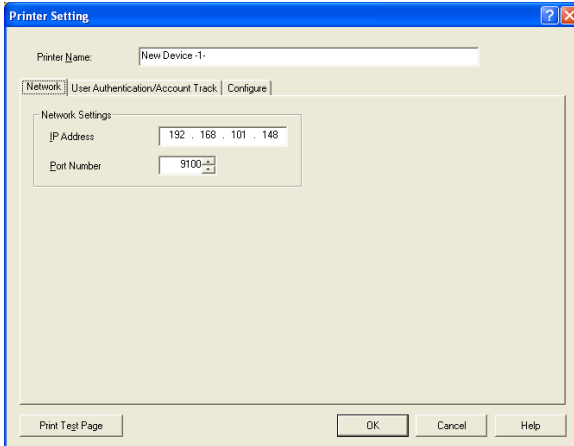 Printer Setting
Printer Name: New Device -1-
Network User Authentication/Account Track Configure
Network Settings
IP Address 192 . 168 . 101 . 148
Port Number 9100
Print Test Page OK Cancel Help